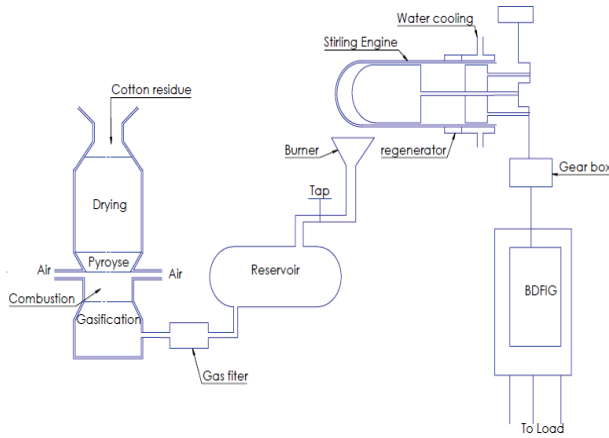 Water cooling
Stirling Engine
Cotton residue
Burner
regenerator
Gear box
Tap
Drying
Pyroyse
Air
Air
Reservoir
BDFIG
Combustion
Gasification
Gas fiter
To Load